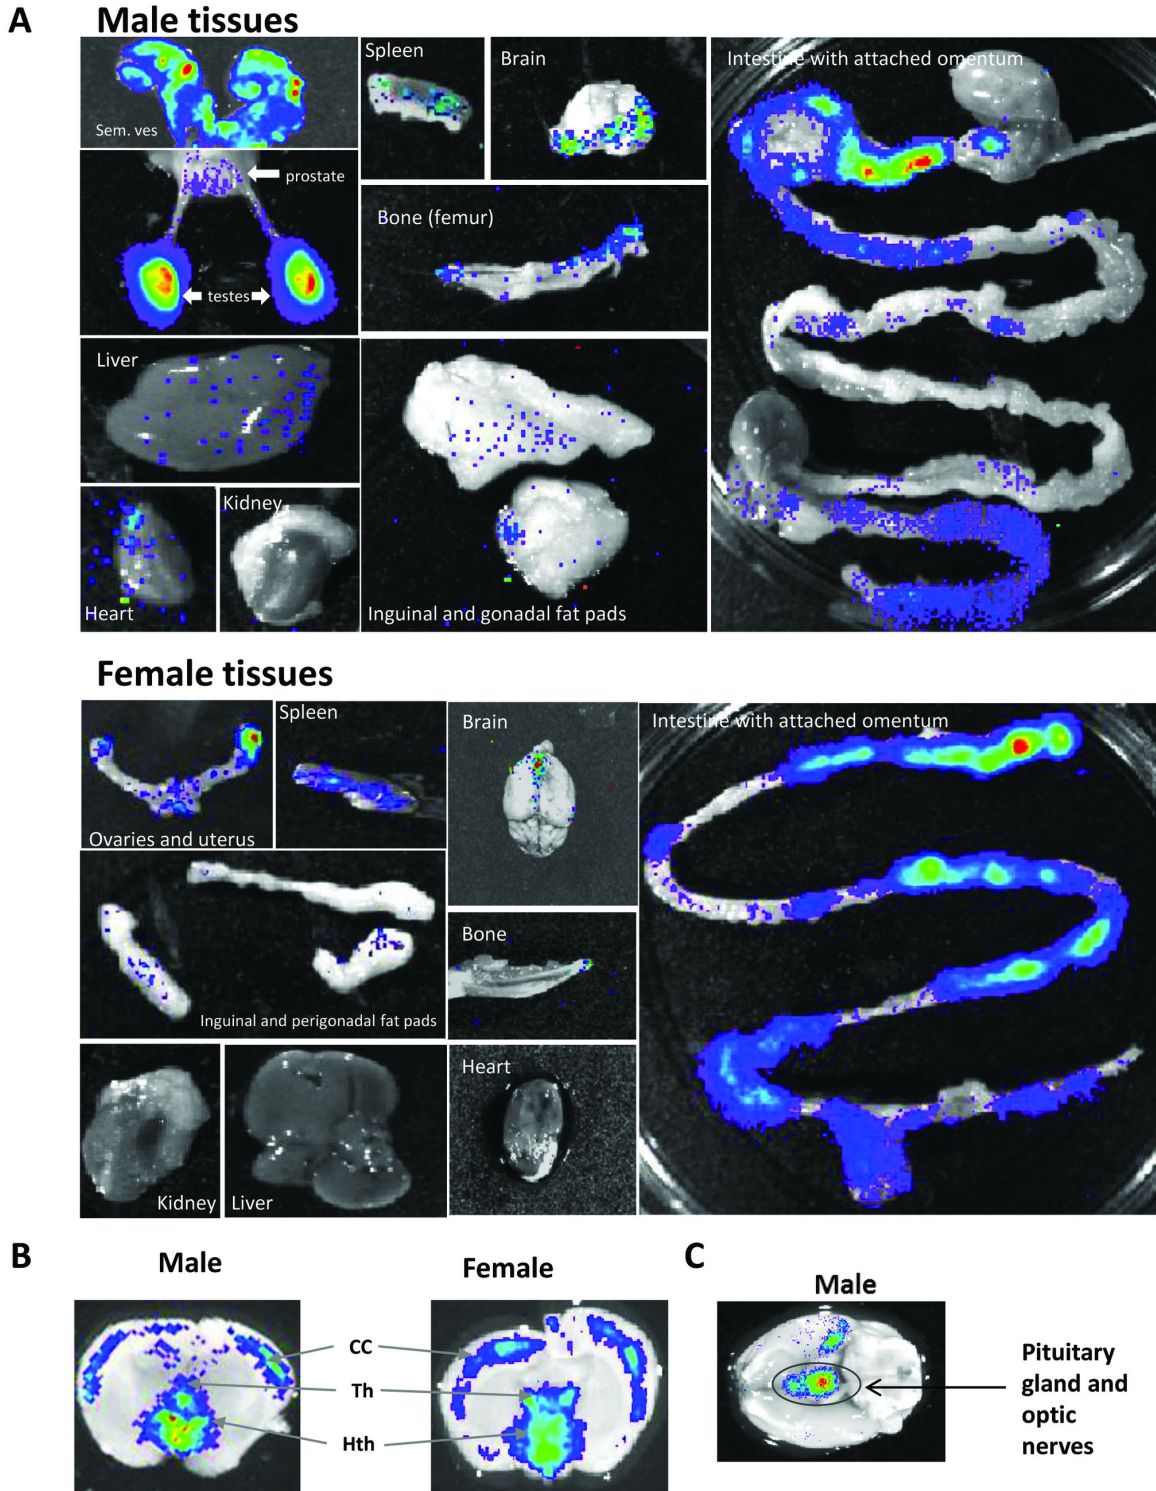 A
Male tissues
Sem. ves
prostate
testes
Spleen
Brain
Intestine with attached omentum
Bone (femur)
Liver
Heart
Kidney
Inguinal and gonadal fat pads
Female tissues
Ovaries and uterus
Spleen
Brain
Intestine with attached omentum
Inguinal and perigonadal fat pads
Bone
Kidney
Liver
Heart
B
Male
Female
CC
Th
Hth
C
Male
Pituitary
gland and
optic
nerves